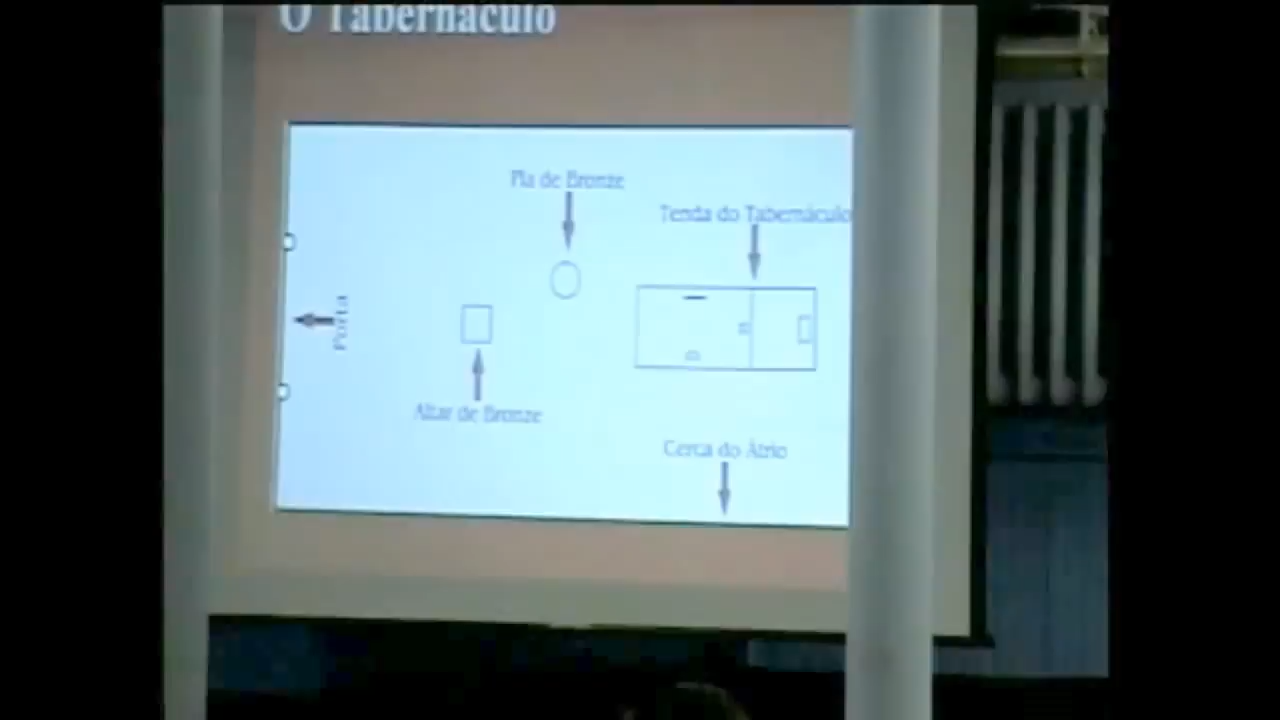 O Tabernáculo
Pia de Bronze
Tenda do Tabernáculo
Porta
Altar de Bronze
Cerca do Átrio